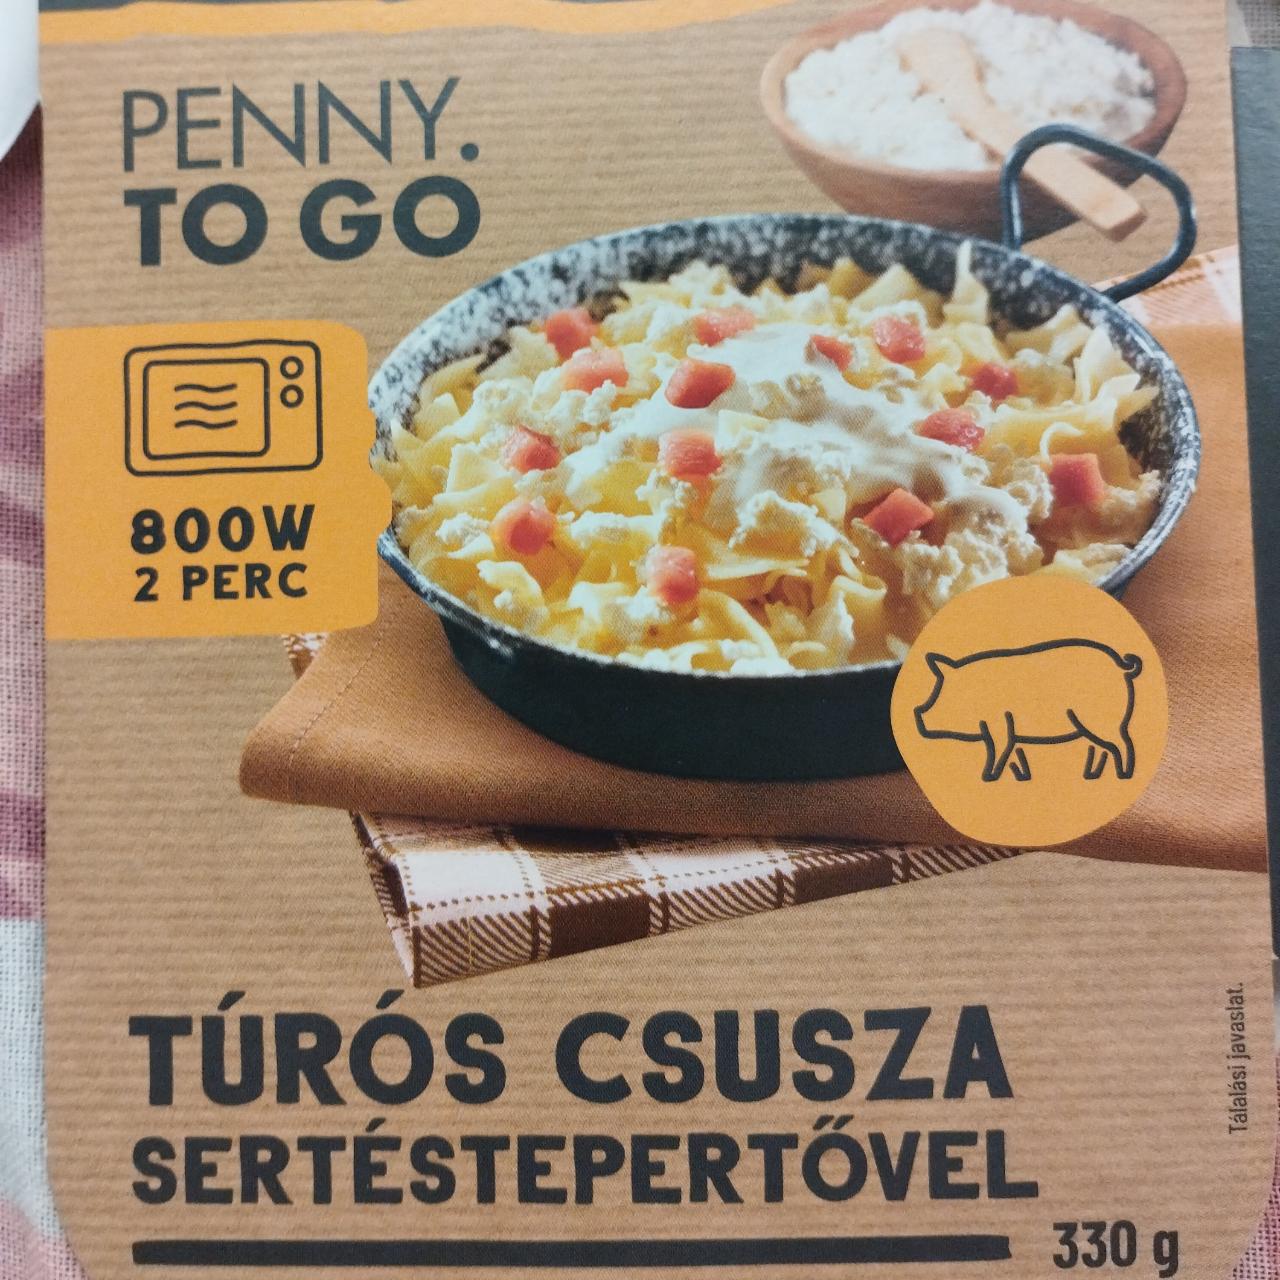 PENNY.
TO GO
800W
2 PERC
TÚRÓS CSUSZA
SERTÉSTEPERTŐVEL
330 g
Tálalási javaslat.